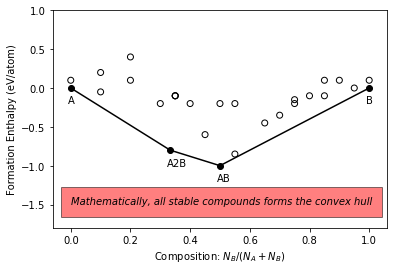 1.0
0.5
0.0
−0.5
−1.0
−1.5
Formation Enthalpy (eV/atom)
A
B
A2B
AB
Mathematically, all stable compounds forms the convex hull
0.0 0.2 0.4 0.6 0.8 1.0
Composition: $N_B/(N_A + N_B)$